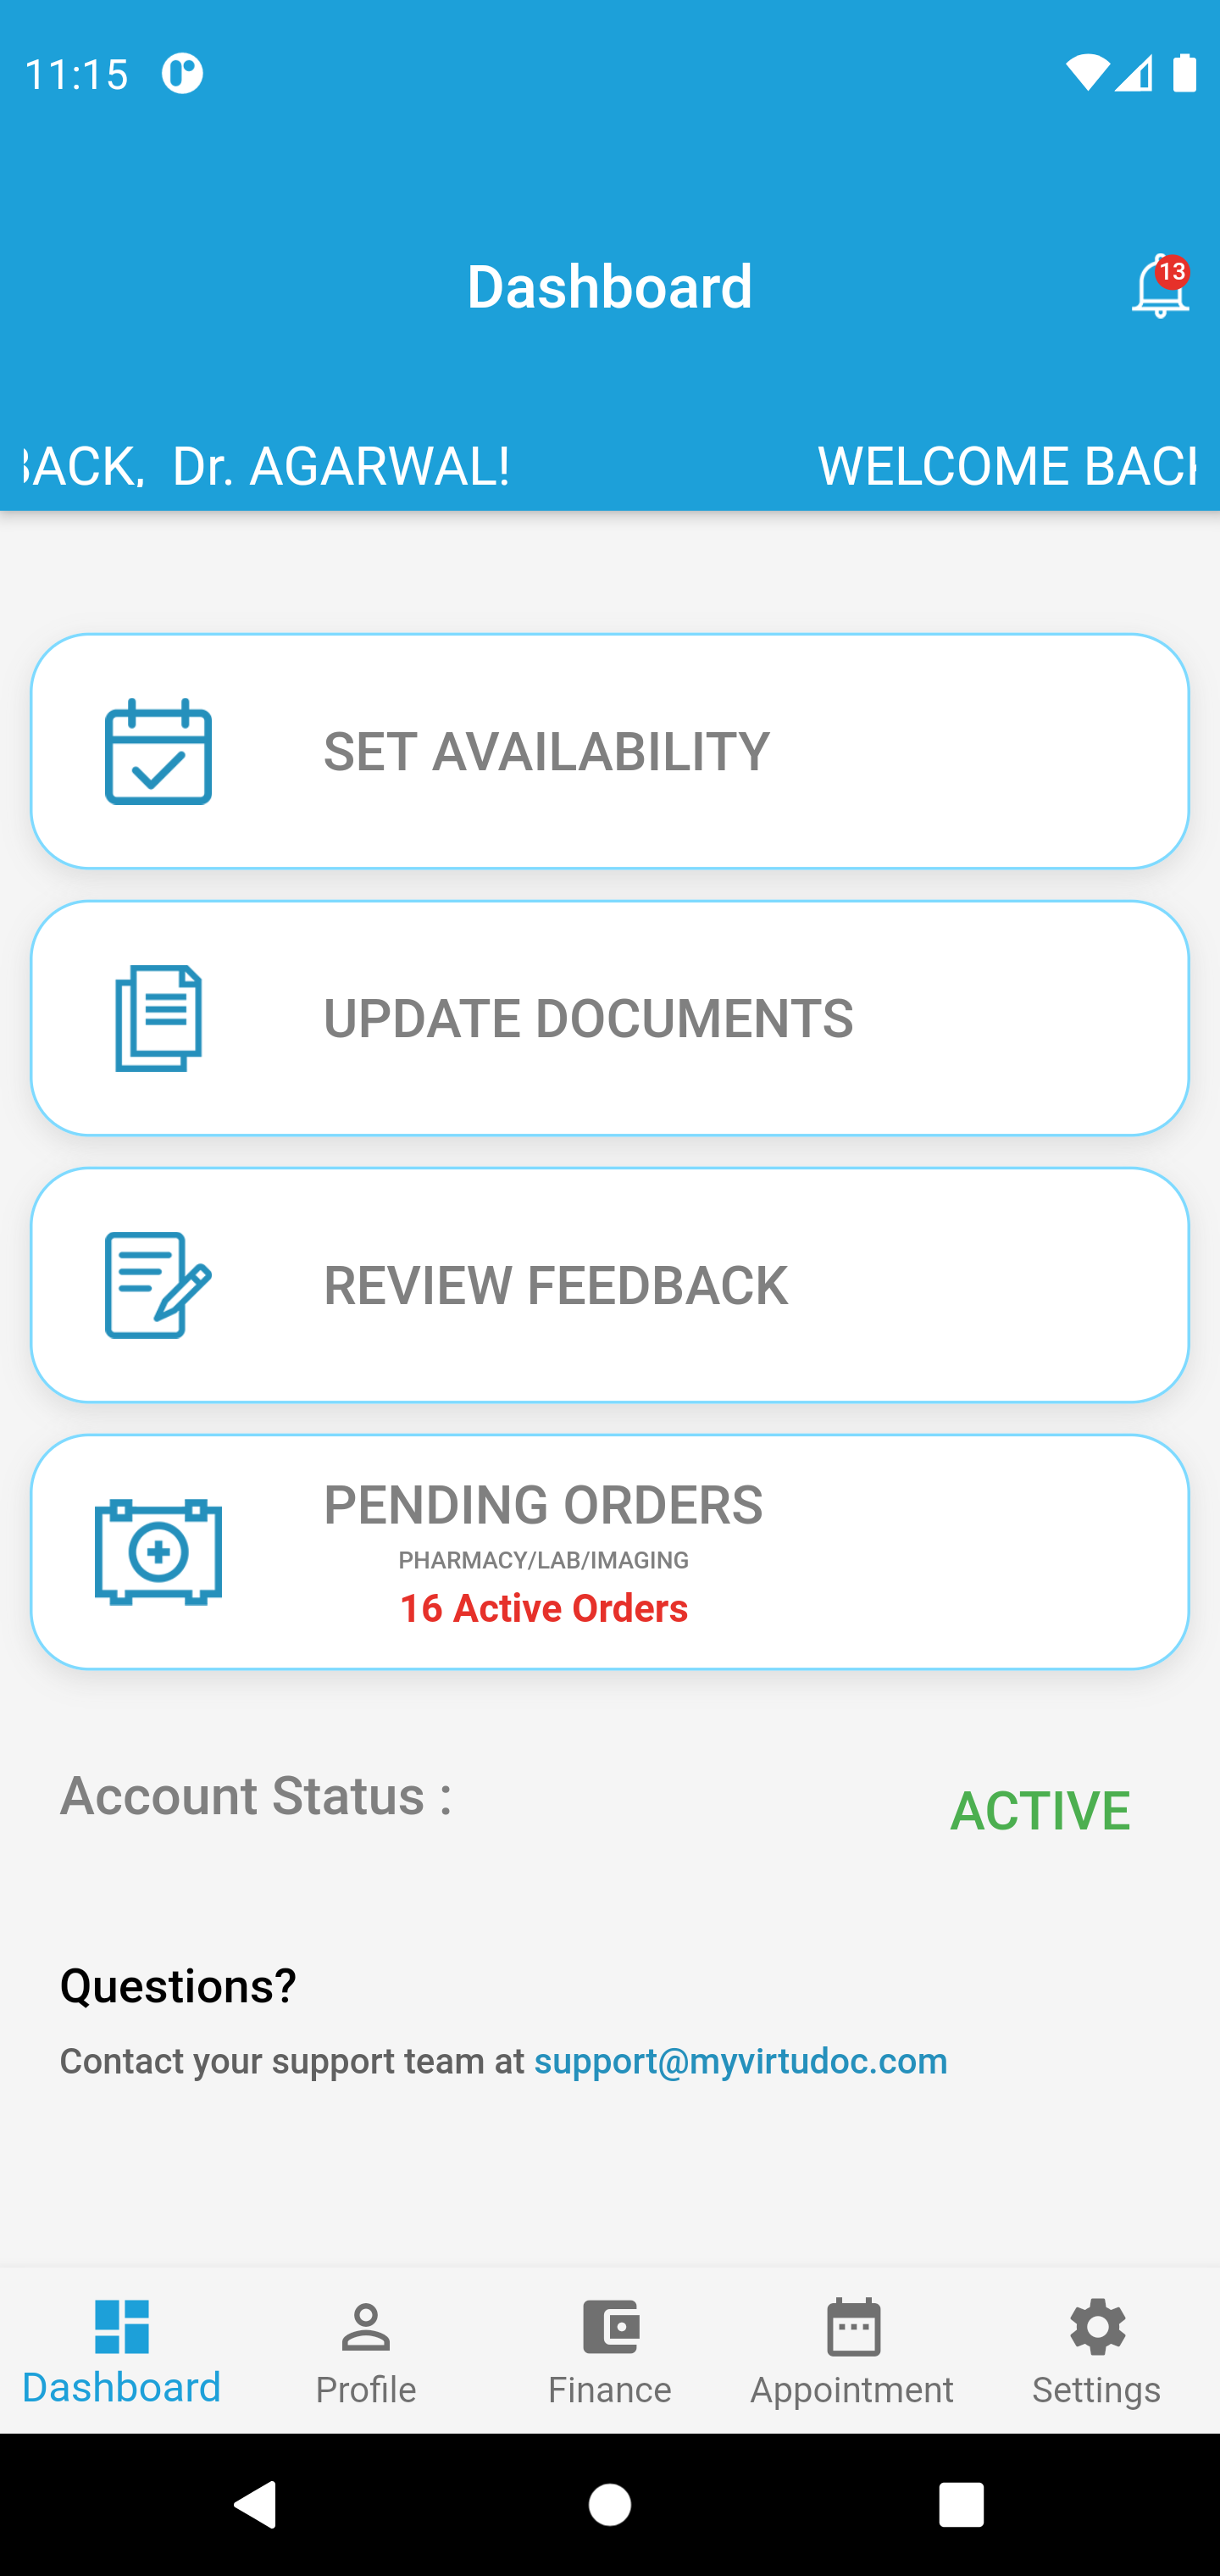 11:15
Dashboard
13
BACK, Dr. AGARWAL!
WELCOME BACK
SET AVAILABILITY
UPDATE DOCUMENTS
REVIEW FEEDBACK
PENDING ORDERS
PHARMACY/LAB/IMAGING
16 Active Orders
Account Status :
ACTIVE
Questions?
Contact your support team at support@myvirtudoc.com
Dashboard
Profile
Finance
Appointment
Settings